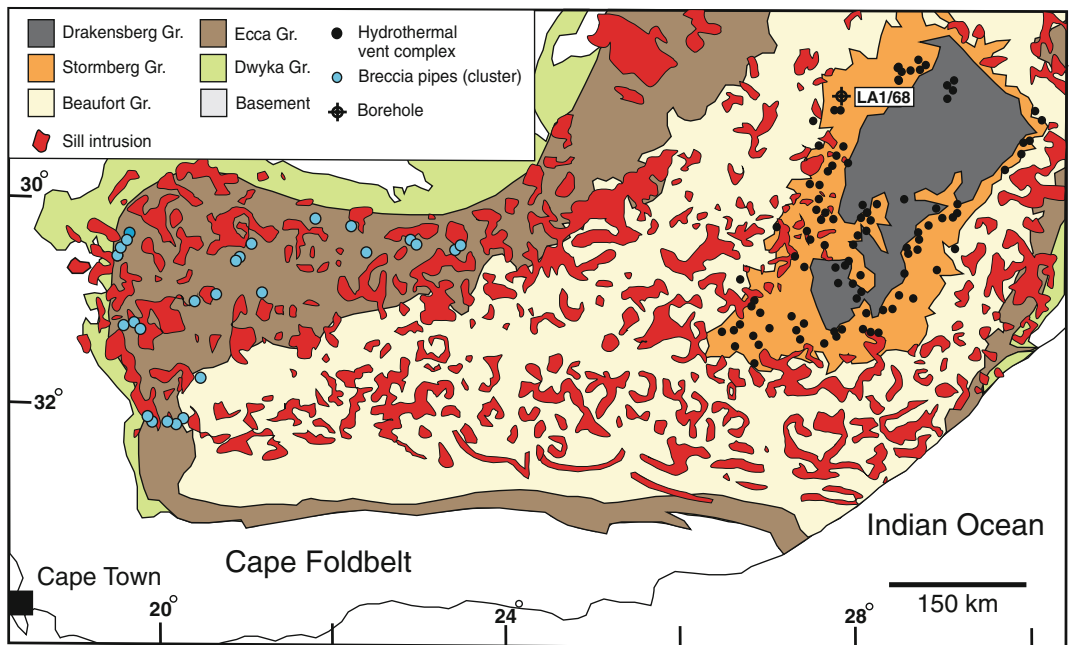 Drakensberg Gr.
Stormberg Gr.
Beaufort Gr.
Sill intrusion
Ecca Gr.
Dwyka Gr.
Basement
Hydrothermal
vent complex
Breccia pipes (cluster)
Borehole
LA1/68
30°
32°
Indian Ocean
Cape Foldbelt
Cape Town
150 km
20°
24°
28°